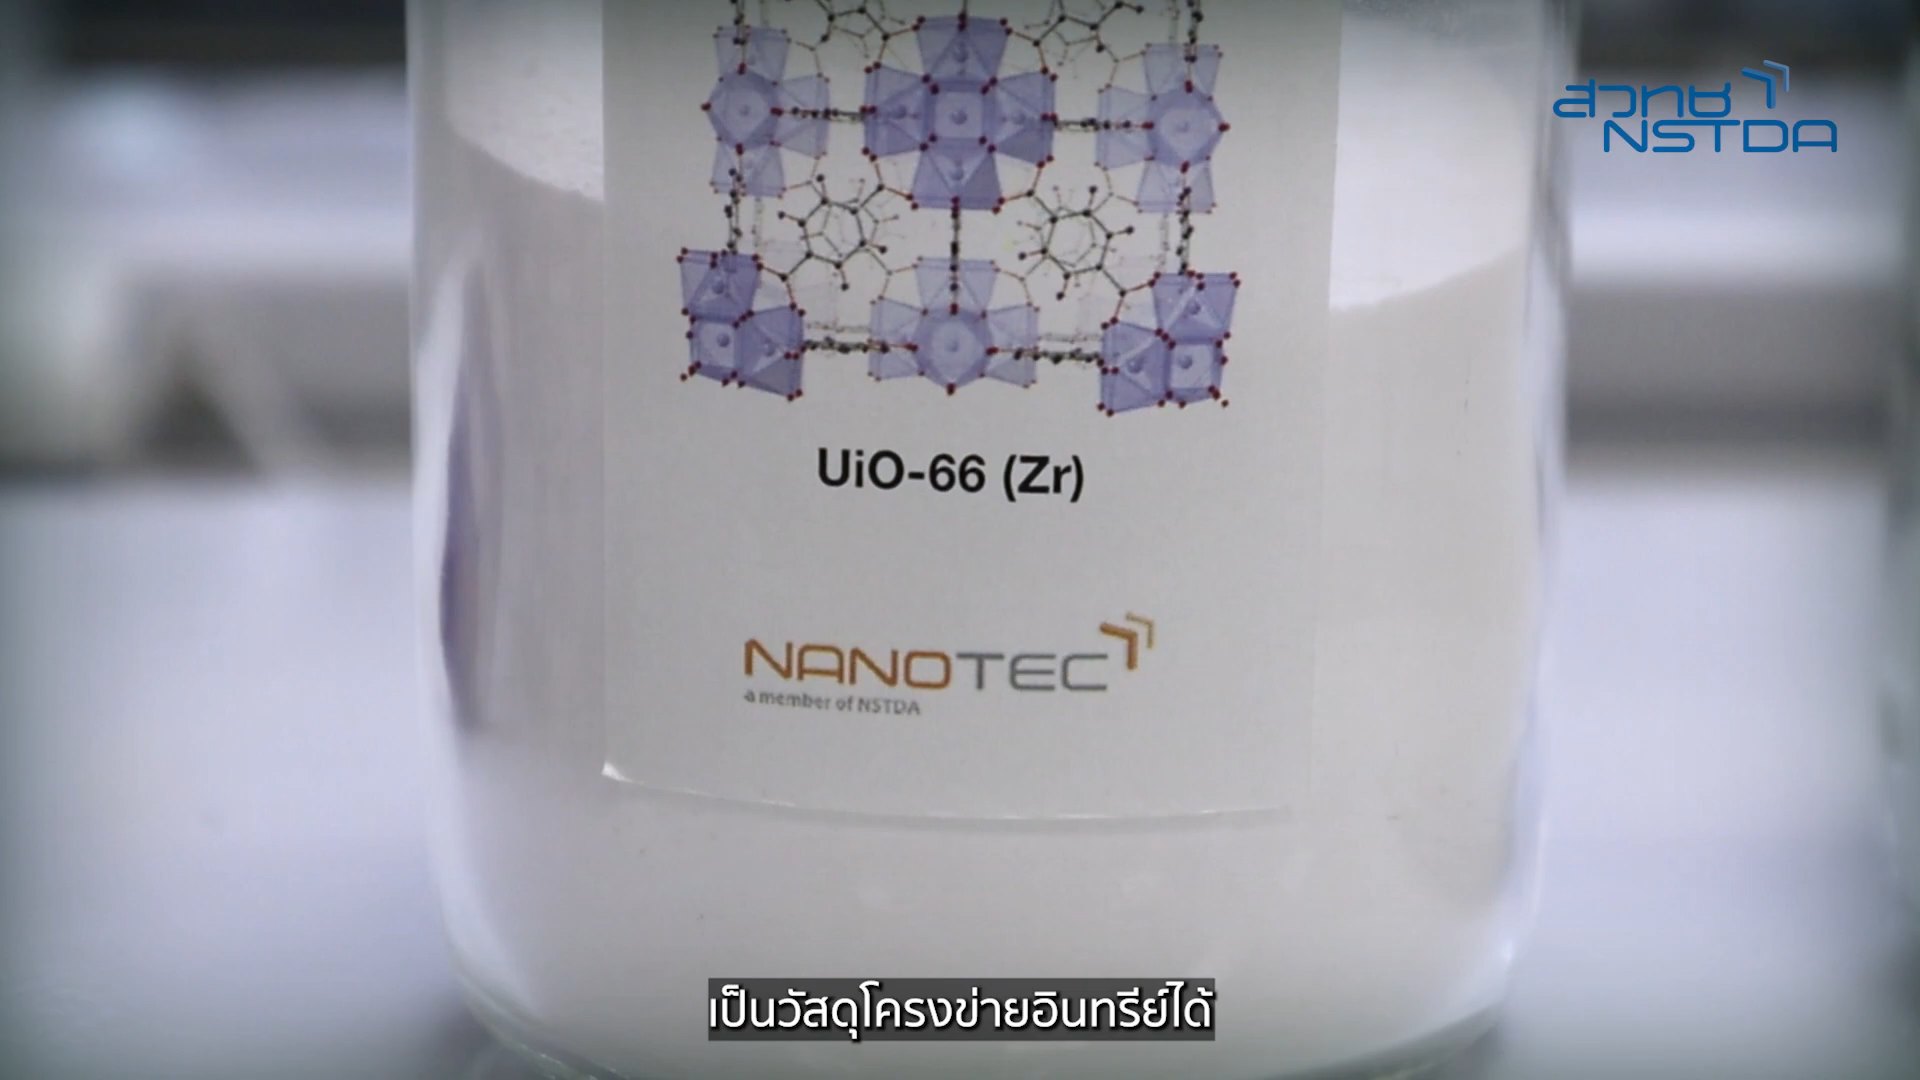 สวทช
NSTDA
UiO-66 (Zr)
NANOTEC
a member of NSTDA
เป็นวัสดุโครงข่ายอินทรีย์ได้